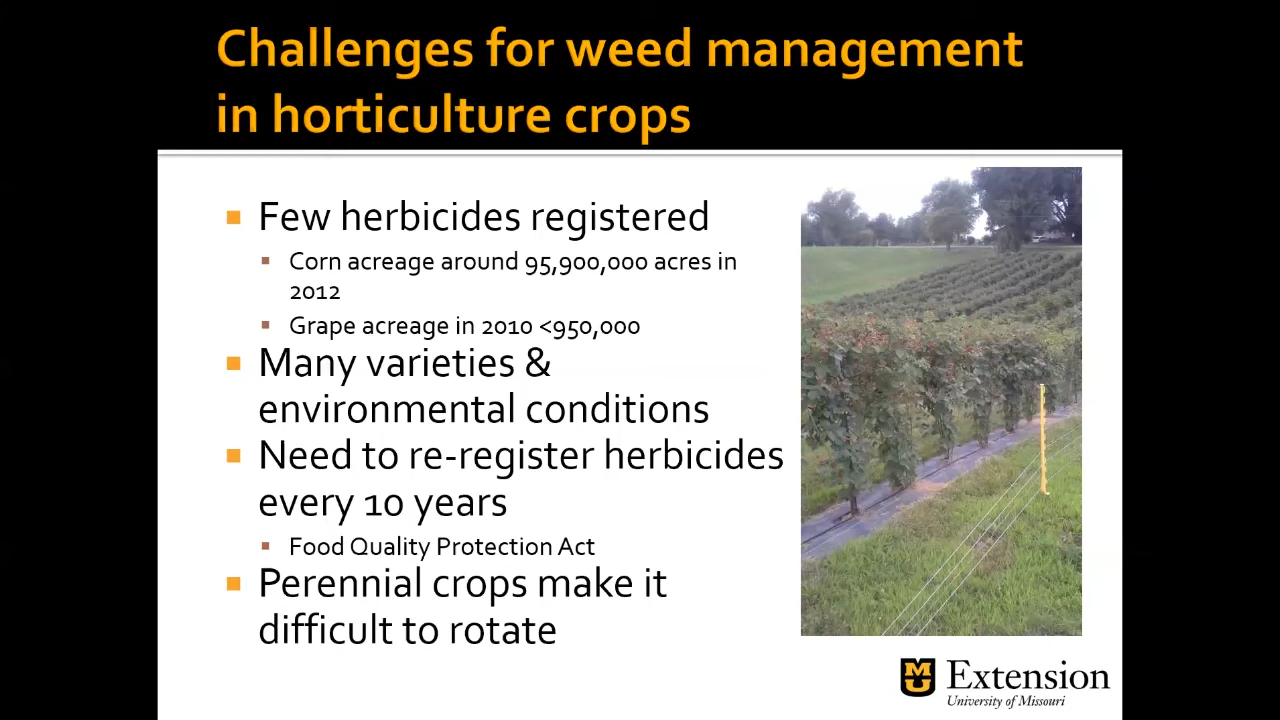 Challenges for weed management
in horticulture crops
Few herbicides registered
Corn acreage around 95,900,000 acres in
2012
Grape acreage in 2010 <950,000
Many varieties &
environmental conditions
Need to re-register herbicides
every 10 years
Food Quality Protection Act
Perennial crops make it
difficult to rotate
MU Extension
University of Missouri